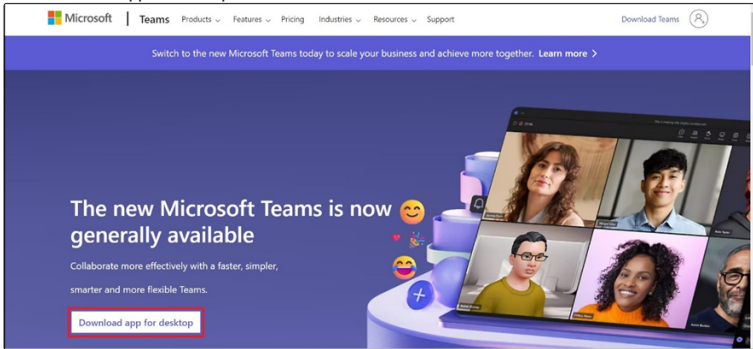 Microsoft | Teams Products Features Pricing Industries Resources Support Download Teams
Switch to the new Microsoft Teams today to scale your business and achieve more together. Learn more >
The new Microsoft Teams is now
generally available
Collaborate more effectively with a faster, simpler,
smarter and more flexible Teams.
Download app for desktop